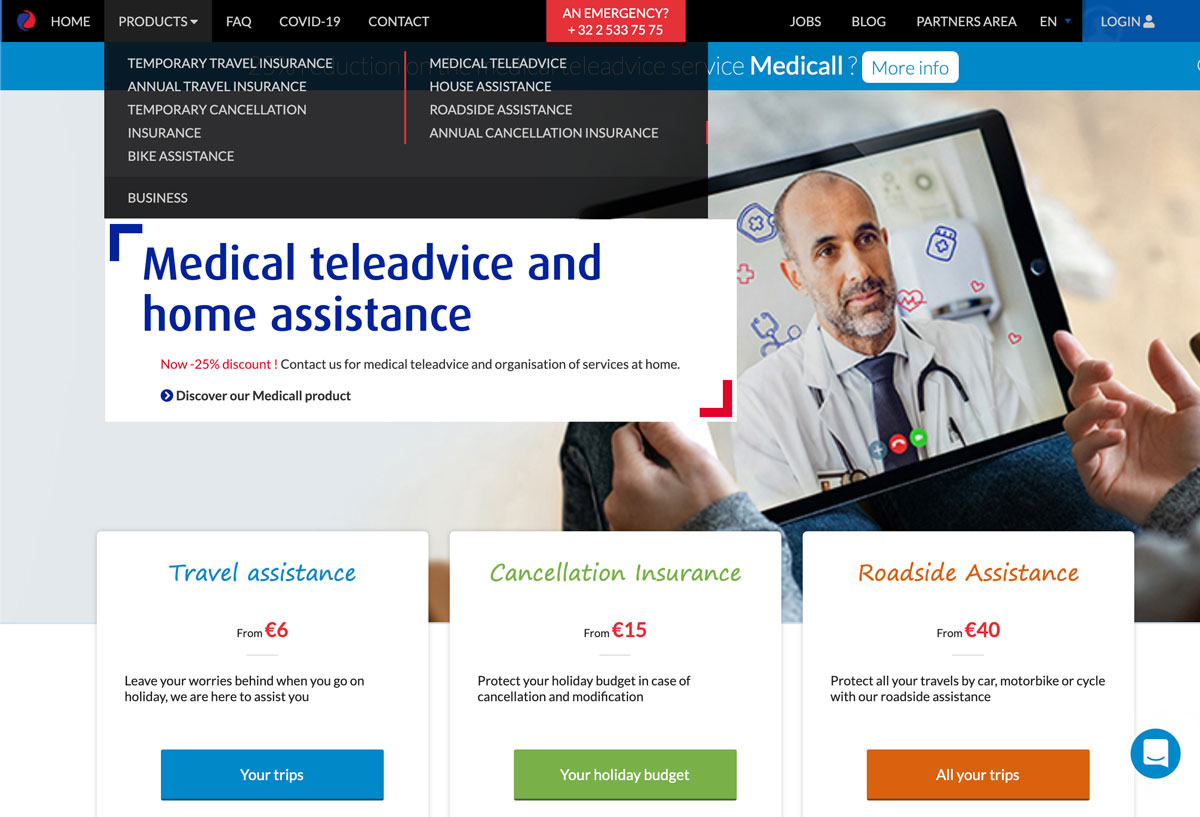 HOME
PRODUCTS
FAQ
COVID-19
CONTACT
AN EMERGENCY?
+ 32 2 533 75 75
JOBS
BLOG
PARTNERS AREA
EN
LOGIN
TEMPORARY TRAVEL INSURANCE
ANNUAL TRAVEL INSURANCE
TEMPORARY CANCELLATION
INSURANCE
BIKE ASSISTANCE
MEDICAL TELEADVICE
HOUSE ASSISTANCE
ROADSIDE ASSISTANCE
ANNUAL CANCELLATION INSURANCE
BUSINESS
25% reduction on the medical teleadvice service Medicall ? More info
Medical teleadvice and
home assistance
Now -25% discount ! Contact us for medical teleadvice and organisation of services at home.
Discover our Medicall product
Travel assistance
From €6
Leave your worries behind when you go on
holiday, we are here to assist you
Your trips
Cancellation Insurance
From €15
Protect your holiday budget in case of
cancellation and modification
Your holiday budget
Roadside Assistance
From €40
Protect all your travels by car, motorbike or cycle
with our roadside assistance
All your trips